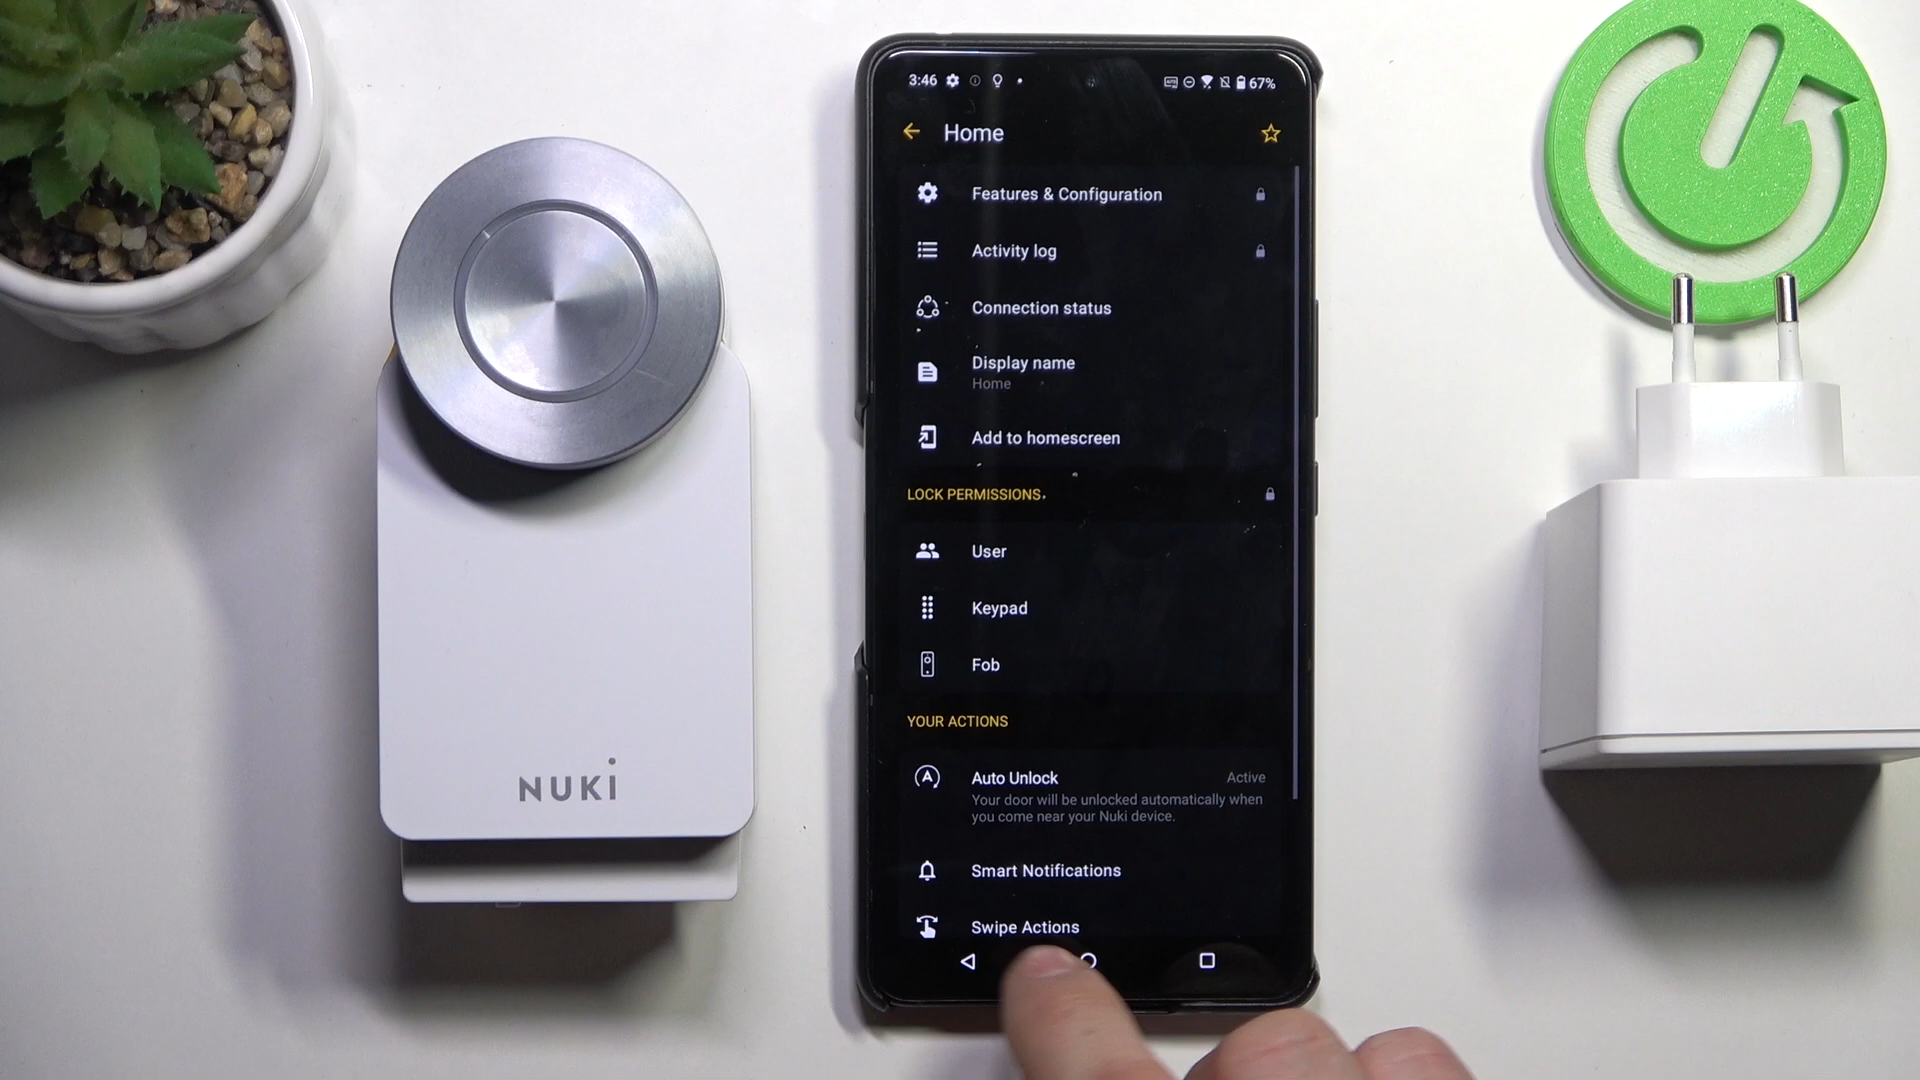 3:46
67%
Home
Features & Configuration
Activity log
Connection status
Display name
Home
Add to homescreen
LOCK PERMISSIONS
User
Keypad
Fob
YOUR ACTIONS
Auto Unlock
Active
Your door will be unlocked automatically when
you come near your Nuki device.
Smart Notifications
Swipe Actions
NUKI